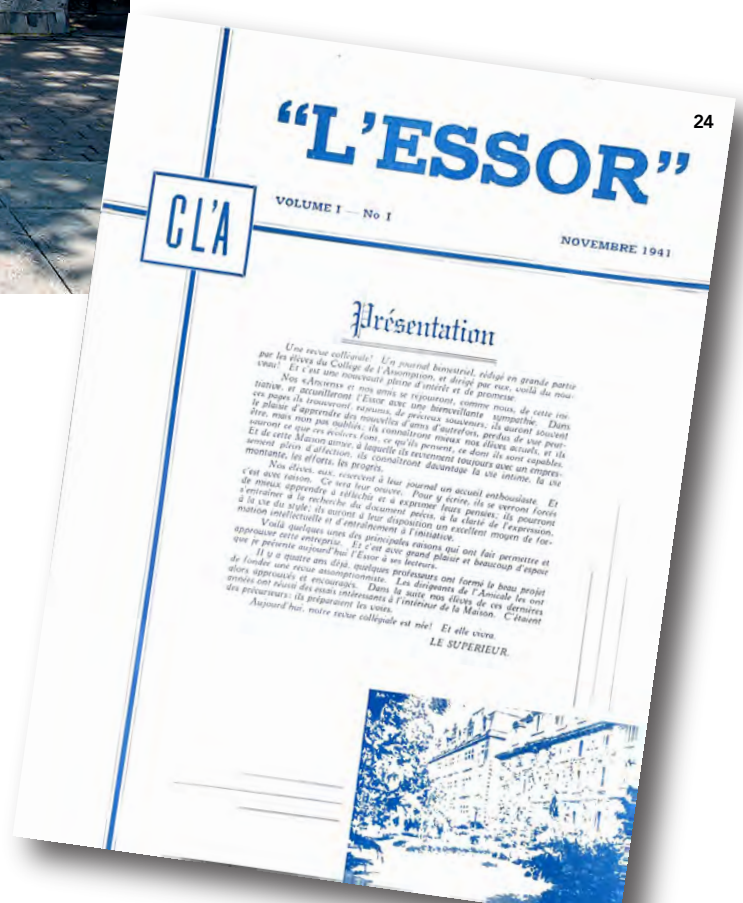 24
“L’ESSOR”
CL’A
VOLUME I — No I
NOVEMBRE 1941
Présentation
Une revue collégiale! Un journal bimestriel, rédigé en grande partie
par les élèves du Collège de l’Assomption, et dirigé par eux, voilà du nou-
veau! Et c’est une nouveauté pleine d’intérêt et de promesse.
Nos «Anciens» et nos amis se réjouiront, comme nous, de cette ini-
tiative, et accueilleront l’Essor avec une bienveillante sympathie. Dans
ces pages ils trouveront, rajeunis, de précieux souvenirs; ils auront souvent
le plaisir d’apprendre des nouvelles d’amis d’autrefois, perdus de vue peut-
être, mais non pas oubliés; ils connaîtront mieux nos élèves actuels, et ils
sauront ce que ces écoliers font, ce qu’ils pensent, ce dont ils sont capables.
Et de cette Maison aimée, à laquelle ils reviennent toujours avec un empres-
sement plein d’affection, ils connaîtront davantage la vie intime, la vie
montante, les efforts, les progrès.
Nos élèves, eux, réservent à leur journal un accueil enthousiaste. Et
c’est avec raison. Ce sera leur oeuvre. Pour y écrire, ils se verront forcés
de mieux apprendre à réfléchir et à exprimer leurs pensées; ils pourront
s’entraîner à la recherche du document précis, à la clarté de l’expression,
à la vie du style; ils auront à leur disposition un excellent moyen de for-
mation intellectuelle et d’entraînement à l’initiative.
Voilà quelques unes des principales raisons qui ont fait permettre et
approuver cette entreprise. Et c’est avec grand plaisir et beaucoup d’espoir
que je présente aujourd’hui l’Essor à ses lecteurs.
Il y a quatre ans déjà, quelques professeurs ont formé le beau projet
de fonder une revue assomptionniste. Les dirigeants de l’Amicale les ont
alors approuvés et encouragés. Dans la suite nos élèves de ces dernières
années ont réussi des essais intéressants à l’intérieur de la Maison. C’étaient
des précurseurs: ils préparaient les voies.
Aujourd’hui, notre revue collégiale est née! Et elle vivra.
LE SUPERIEUR.